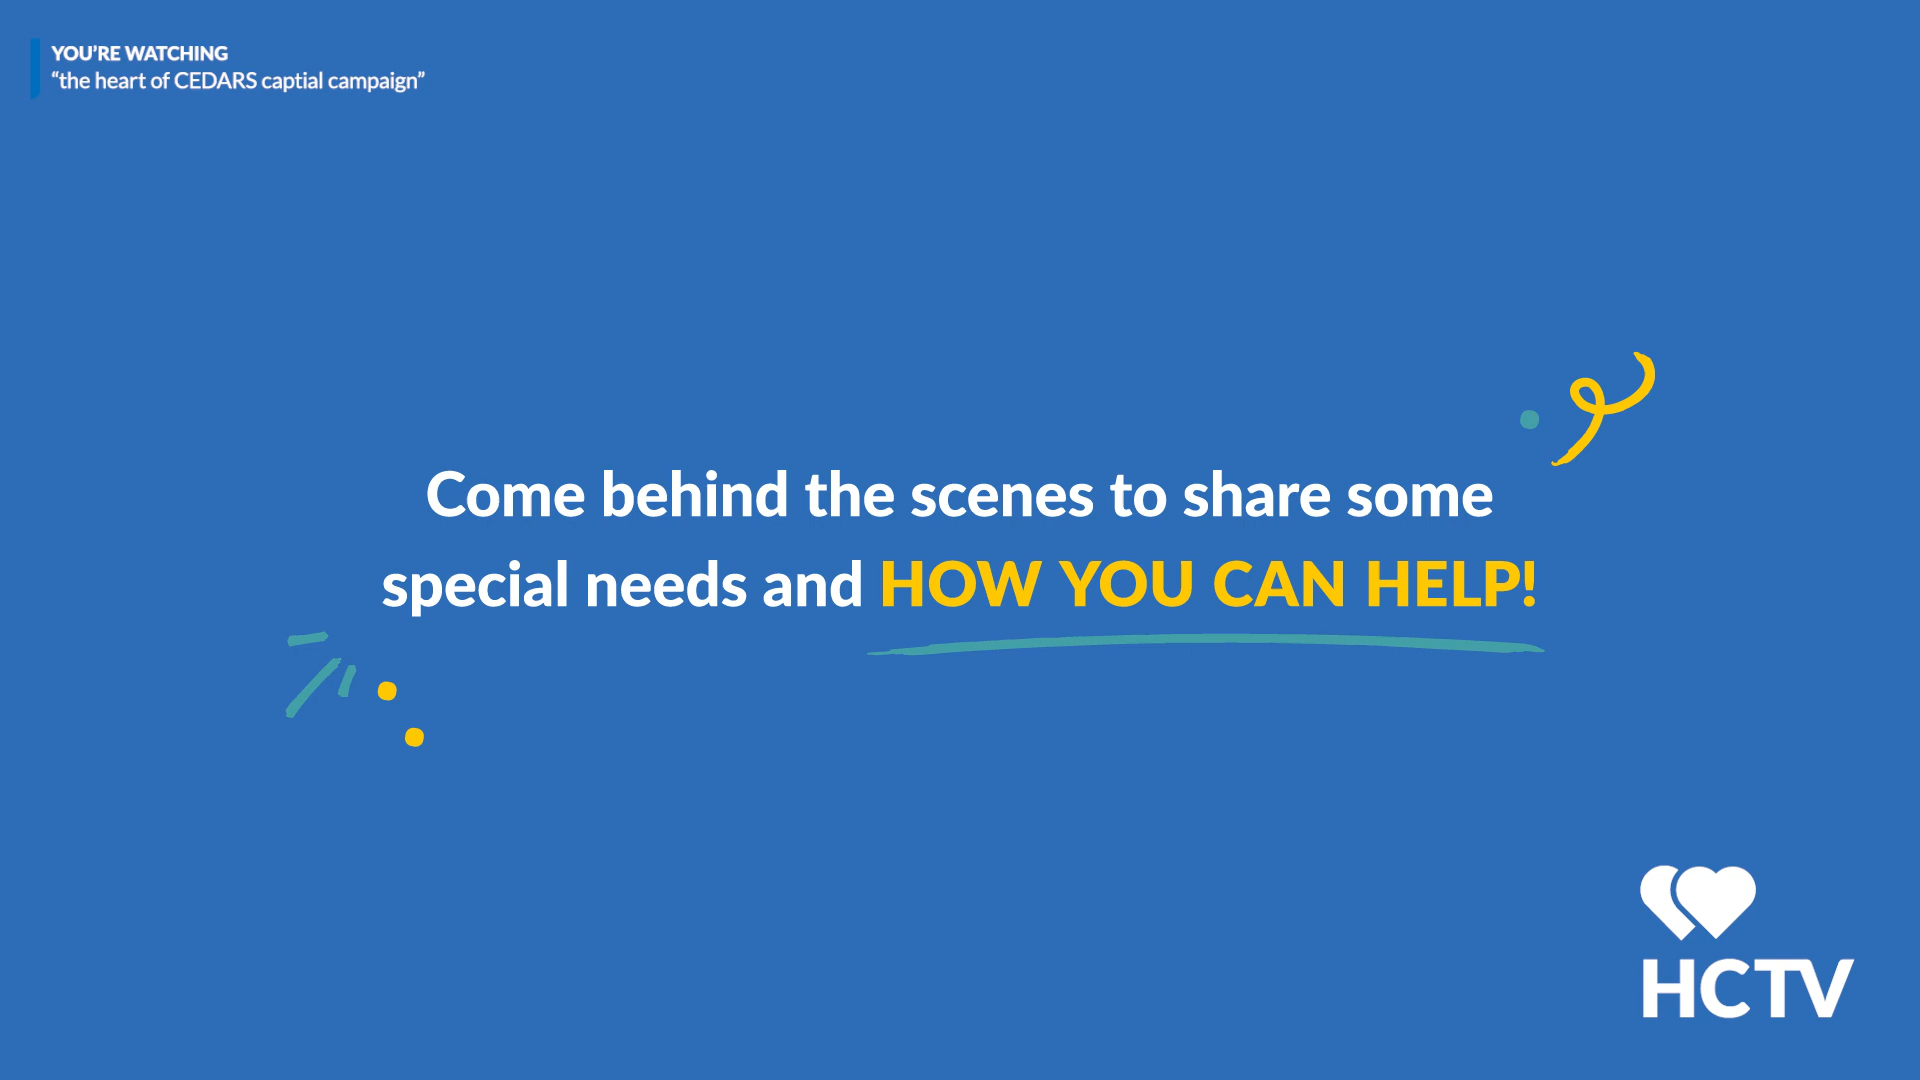 YOU’RE WATCHING
“the heart of CEDARS captial campaign”
Come behind the scenes to share some
special needs and HOW YOU CAN HELP!
HCTV